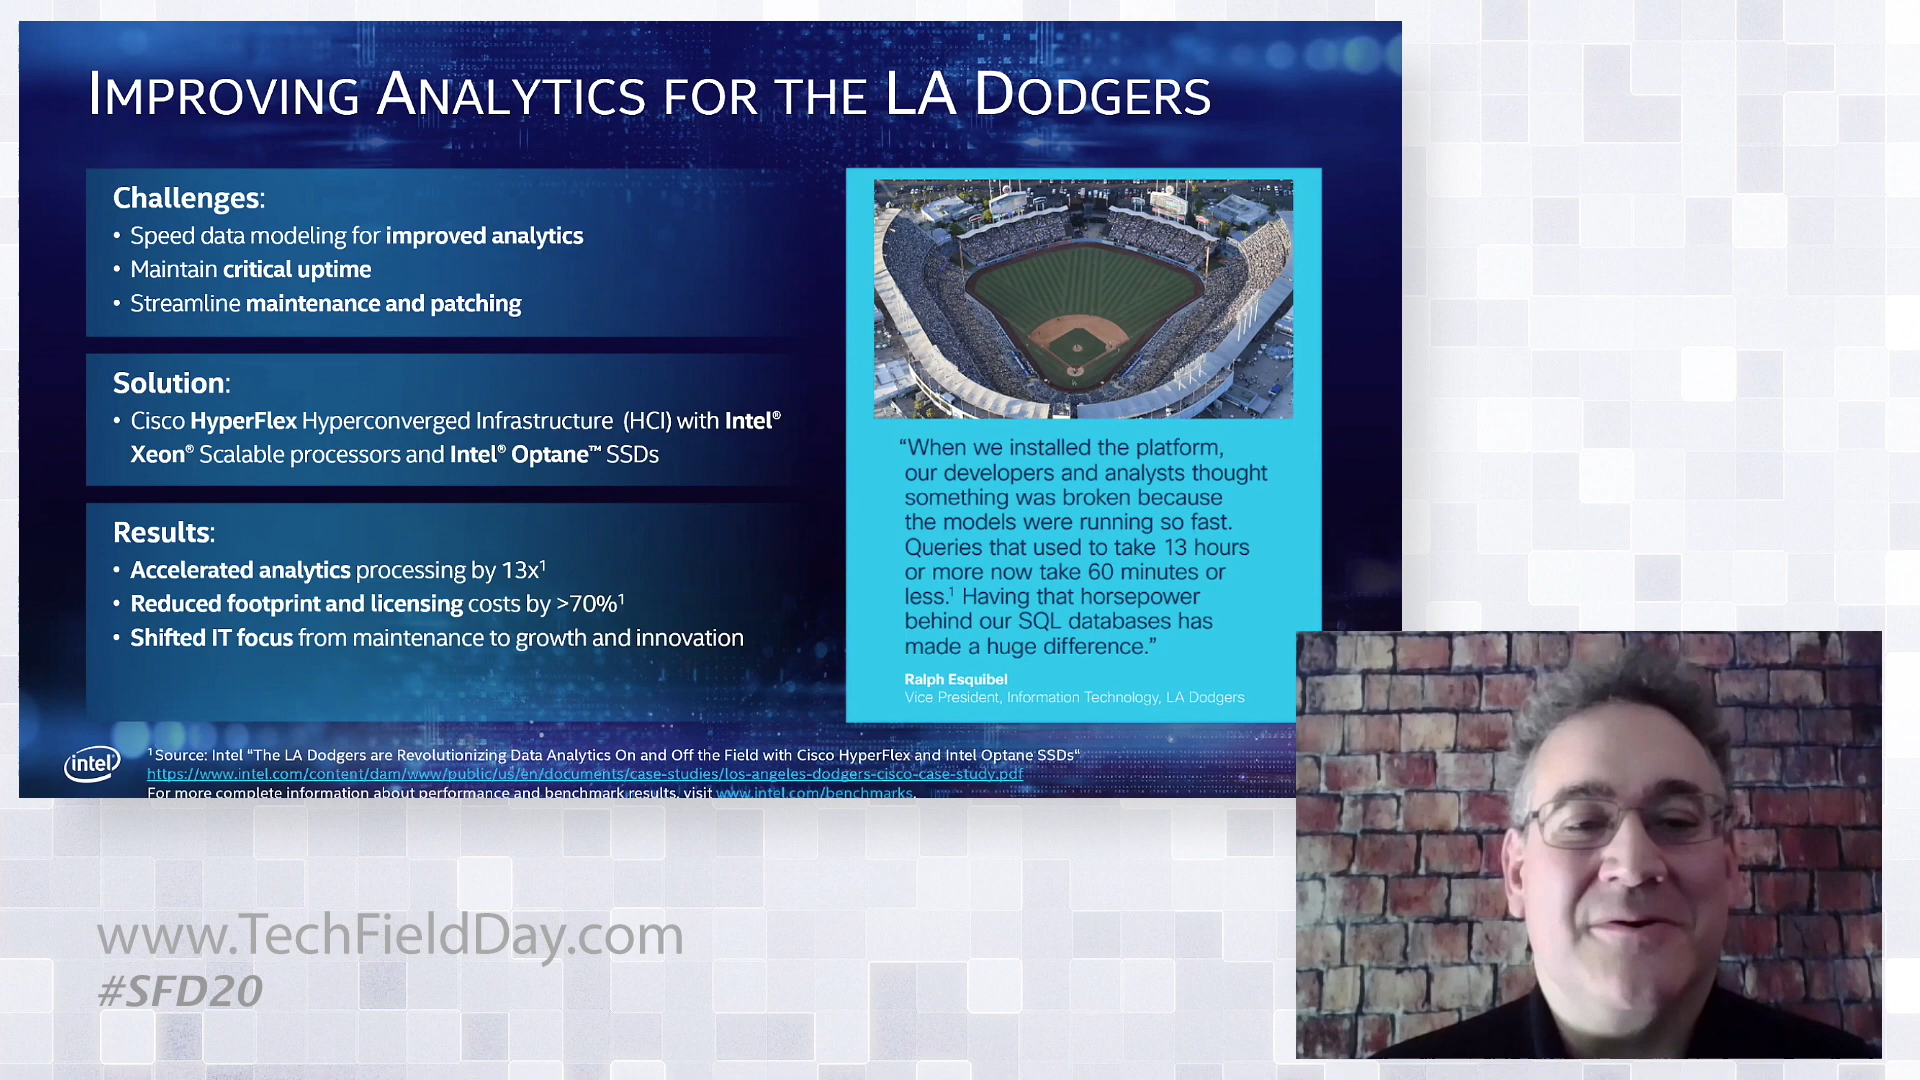 IMPROVING ANALYTICS FOR THE LA DODGERS
Challenges:
• Speed data modeling for improved analytics
• Maintain critical uptime
• Streamline maintenance and patching
Solution:
• Cisco HyperFlex Hyperconverged Infrastructure (HCI) with Intel®
Xeon® Scalable processors and Intel® Optane™ SSDs
Results:
• Accelerated analytics processing by 13x¹
• Reduced footprint and licensing costs by >70%¹
• Shifted IT focus from maintenance to growth and innovation
“When we installed the platform,
our developers and analysts thought
something was broken because
the models were running so fast.
Queries that used to take 13 hours
or more now take 60 minutes or
less.¹ Having that horsepower
behind our SQL databases has
made a huge difference.”
Ralph Esquibel
Vice President, Information Technology, LA Dodgers
intel
¹ Source: Intel “The LA Dodgers are Revolutionizing Data Analytics On and Off the Field with Cisco HyperFlex and Intel Optane SSDs“
https://www.intel.com/content/dam/www/public/us/en/documents/case-studies/los-angeles-dodgers-cisco-case-study.pdf
For more complete information about performance and benchmark results, visit www.intel.com/benchmarks.
www.TechFieldDay.com
#SFD20